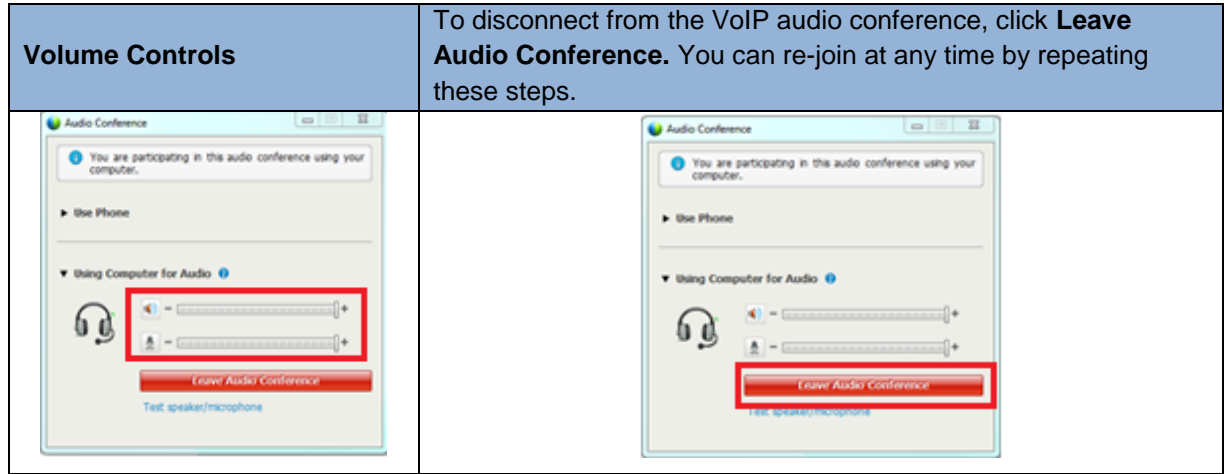 Volume Controls
To disconnect from the VoIP audio conference, click Leave
Audio Conference. You can re-join at any time by repeating
these steps.
Audio Conference
You are participating in this audio conference using your
computer.
Use Phone
Using Computer for Audio
- +
- +
Leave Audio Conference
Test speaker/microphone
Audio Conference
You are participating in this audio conference using your
computer.
Use Phone
Using Computer for Audio
- +
- +
Leave Audio Conference
Test speaker/microphone